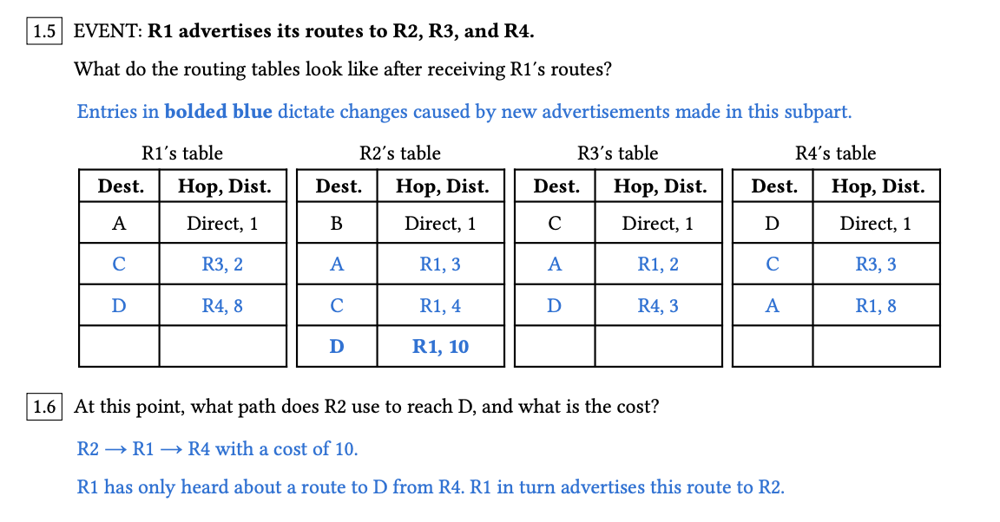 1.5 EVENT: R1 advertises its routes to R2, R3, and R4.
What do the routing tables look like after receiving R1′s routes?
Entries in bolded blue dictate changes caused by new advertisements made in this subpart.
R1′s table R2′s table R3′s table R4′s table
Dest. Hop, Dist. Dest. Hop, Dist. Dest. Hop, Dist. Dest. Hop, Dist.
A Direct, 1 B Direct, 1 C Direct, 1 D Direct, 1
C R3, 2 A R1, 3 A R1, 2 C R3, 3
D R4, 8 C R1, 4 D R4, 3 A R1, 8
D R1, 10
1.6 At this point, what path does R2 use to reach D, and what is the cost?
R2 → R1 → R4 with a cost of 10.
R1 has only heard about a route to D from R4. R1 in turn advertises this route to R2.